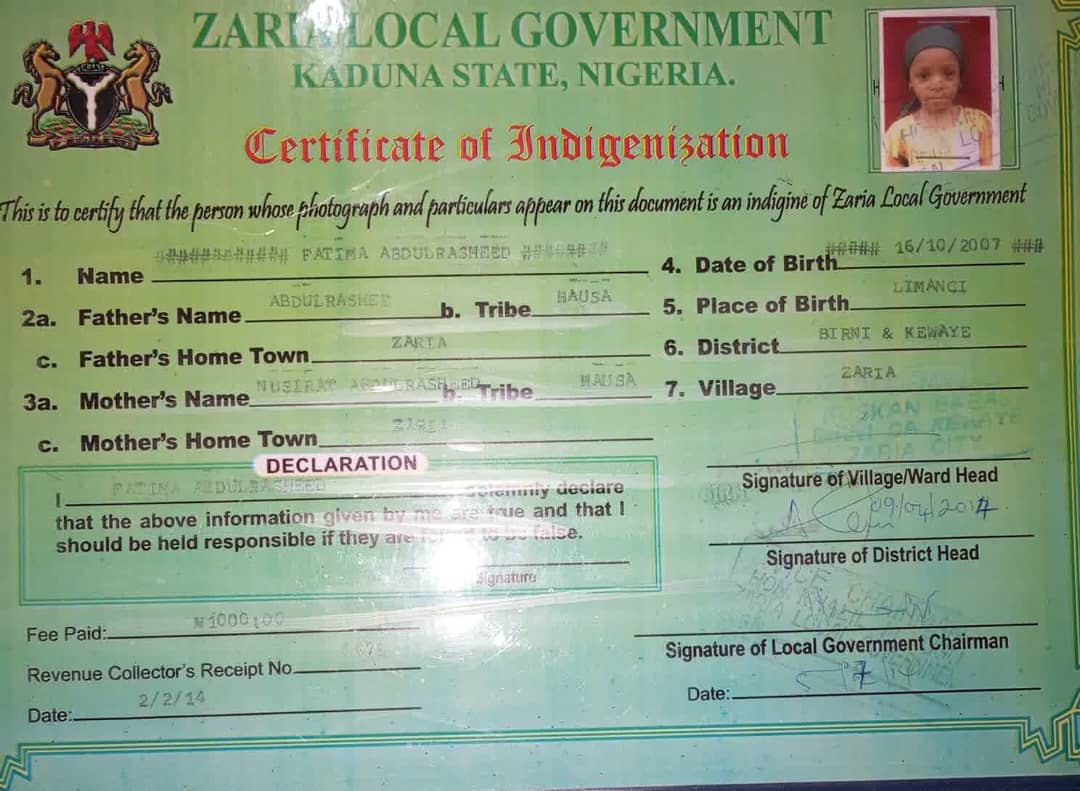 ZARIA LOCAL GOVERNMENT
KADUNA STATE, NIGERIA.
Certificate of Indigenization
This is to certify that the person whose photograph and particulars appear on this document is an indigine of Zaria Local Government
1. Name ############ FATIMA ABDULRASHEED ########
2a. Father's Name ABDULRASHEE b. Tribe HAUSA
c. Father's Home Town ZARIA
3a. Mother's Name NUSIRAT ABDULRASHEED b. Tribe HAUSA
c. Mother's Home Town ZARIA
4. Date of Birth ##### 16/10/2007 ###
5. Place of Birth LIMANCI
6. District BIRNI & KEWAYE
7. Village ZARIA
DECLARATION
I FATIMA ABDULRASHEED solemnly declare
that the above information given by me are true and that I
should be held responsible if they are found to be false.
Signature
Fee Paid: ₦1000:00
Revenue Collector's Receipt No
Date: 2/2/14
ZARIA CITY
Signature of Village/Ward Head
09/04/2014
Signature of District Head
Signature of Local Government Chairman
Date: